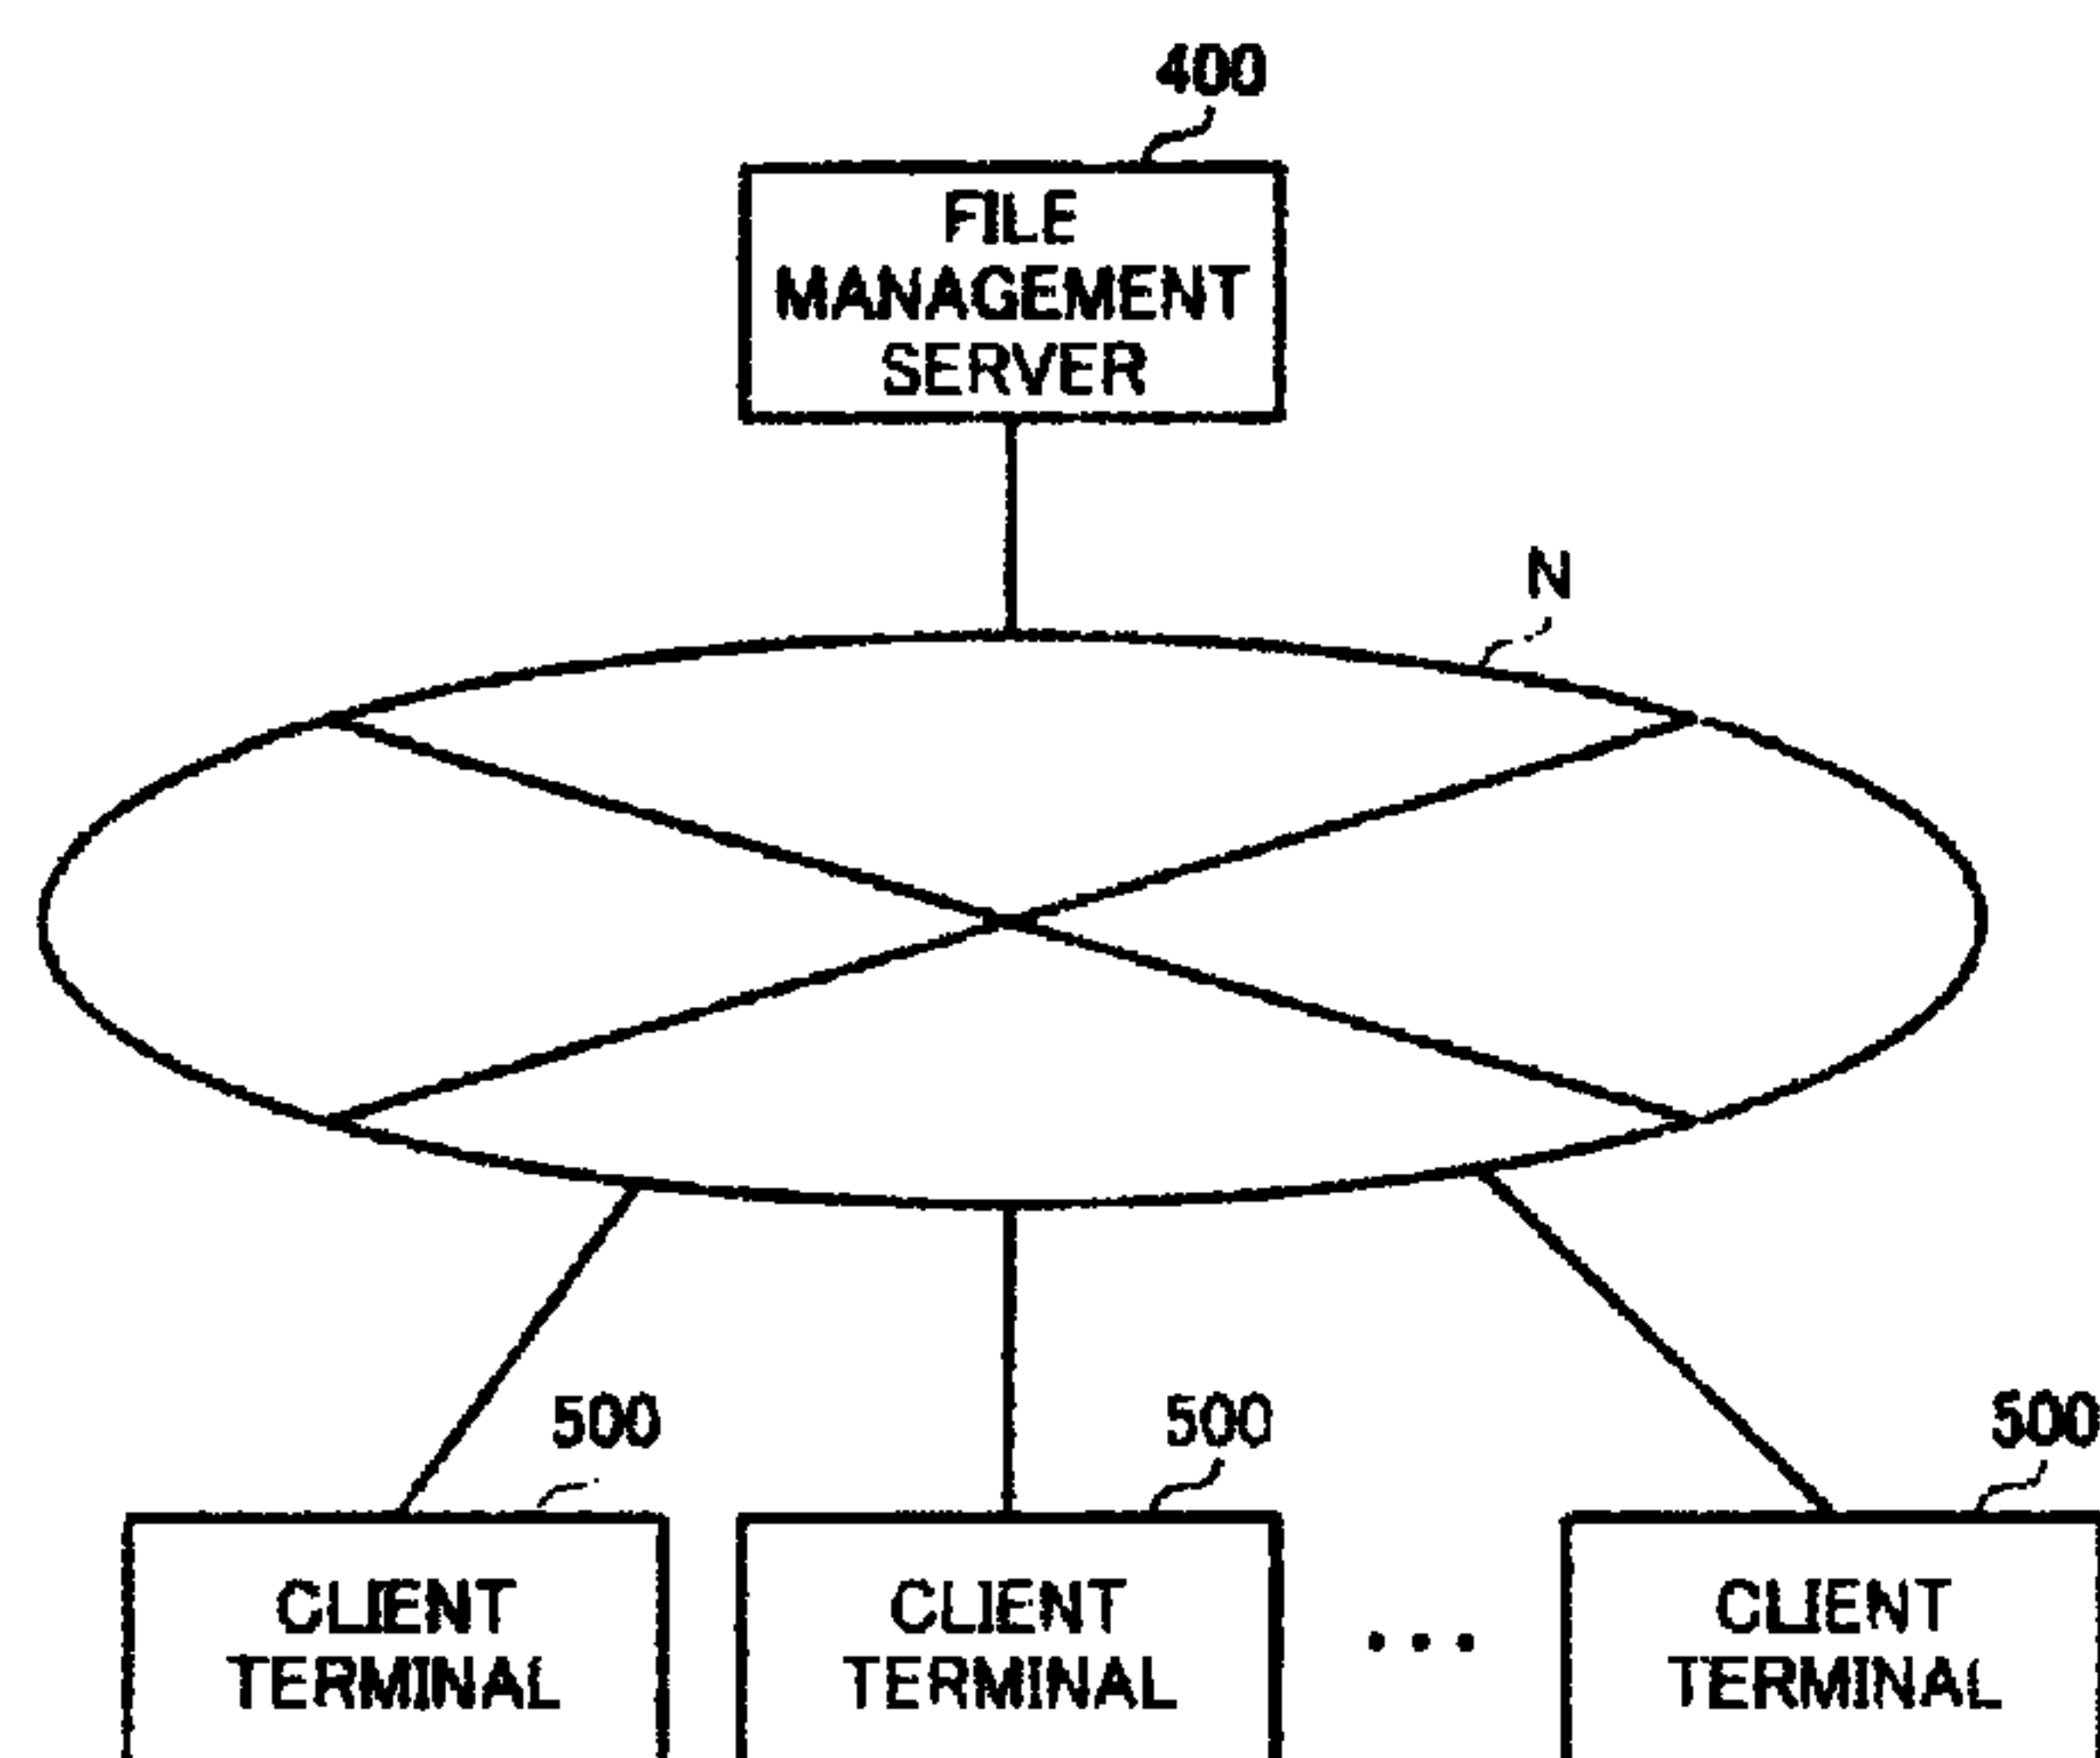 400
FILE
MANAGEMENT
SERVER
N
500
500
500
CLIENT
TERMINAL
CLIENT
TERMINAL
...
CLIENT
TERMINAL